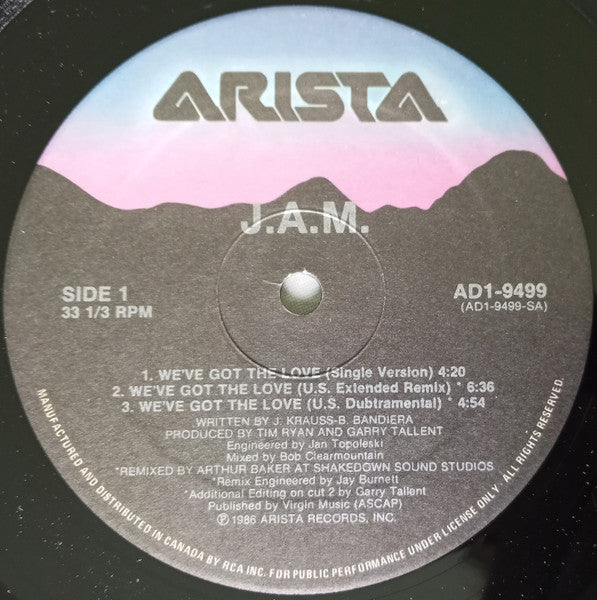 ARISTA
J.A.M.
SIDE 1
33 1/3 RPM
AD1-9499
(AD1-9499-SA)
1. WE'VE GOT THE LOVE (Single Version) 4:20
2. WE'VE GOT THE LOVE (U.S. Extended Remix) * 6:36
3. WE'VE GOT THE LOVE (U.S. Dubtramental) * 4:54
WRITTEN BY J. KRAUSS-B. BANDIERA
PRODUCED BY TIM RYAN AND GARRY TALLENT
Engineered by Jan Topoleski
Mixed by Bob Clearmountain
*REMIXED BY ARTHUR BAKER AT SHAKEDOWN SOUND STUDIOS
*Remix Engineered by Jay Burnett
*Additional Editing on cut 2 by Garry Tallent
Published by Virgin Music (ASCAP)
Ⓟ1986 ARISTA RECORDS, INC.
MANUFACTURED AND DISTRIBUTED IN CANADA BY RCA INC. FOR PUBLIC PERFORMANCE UNDER LICENSE ONLY · ALL RIGHTS RESERVED.